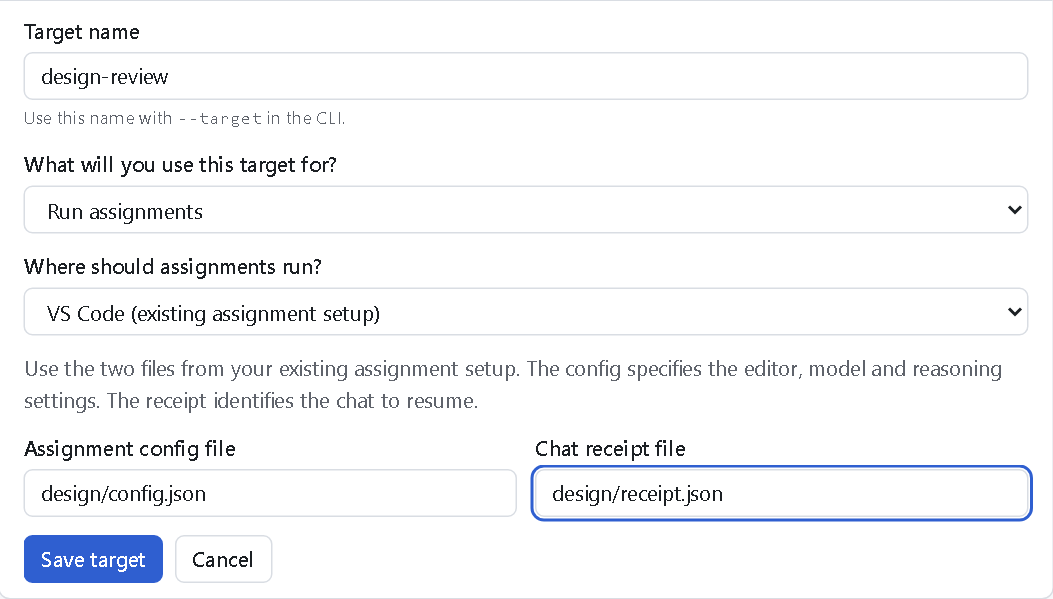 Target name
design-review
Use this name with --target in the CLI.
What will you use this target for?
Run assignments
Where should assignments run?
VS Code (existing assignment setup)
Use the two files from your existing assignment setup. The config specifies the editor, model and reasoning
settings. The receipt identifies the chat to resume.
Assignment config file
Chat receipt file
design/config.json
design/receipt.json
Save target
Cancel